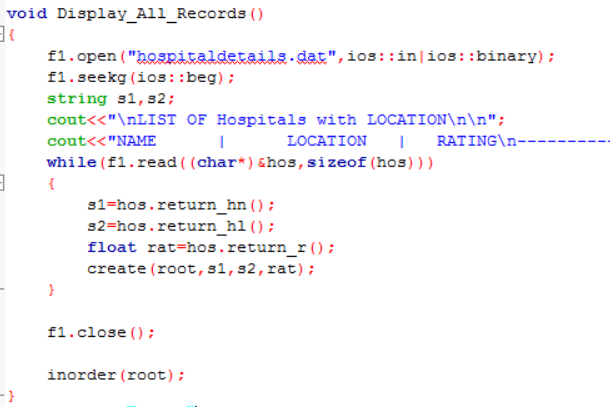 void Display_All_Records()
{
f1.open("hospitaldetails.dat",ios::in|ios::binary);
f1.seekg(ios::beg);
string s1,s2;
cout<<"\nLIST OF Hospitals with LOCATION\n\n";
cout<<"NAME | LOCATION | RATING\n----------
while(f1.read((char*)&hos,sizeof(hos)))
{
s1=hos.return_hn();
s2=hos.return_hl();
float rat=hos.return_r();
create(root,s1,s2,rat);
}
f1.close();
inorder(root);
}